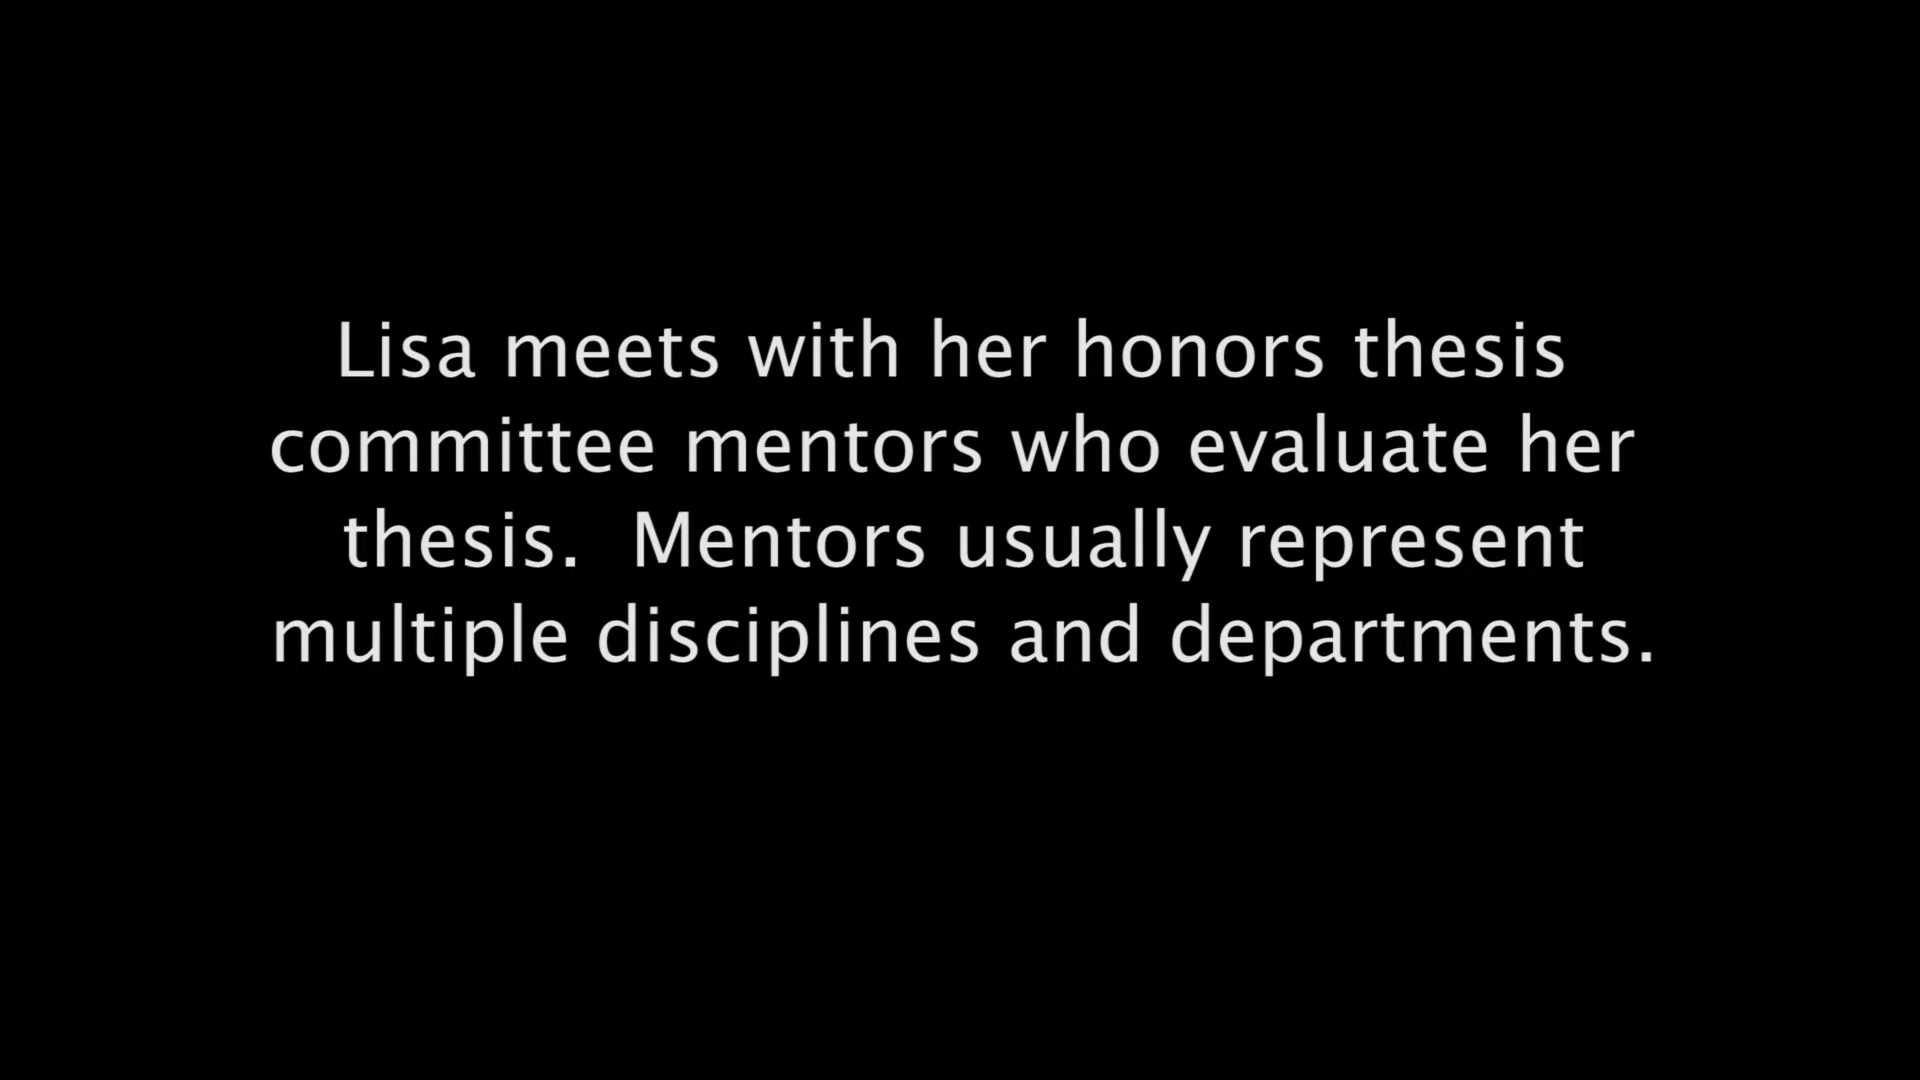 Lisa meets with her honors thesis
committee mentors who evaluate her
thesis.  Mentors usually represent
multiple disciplines and departments.